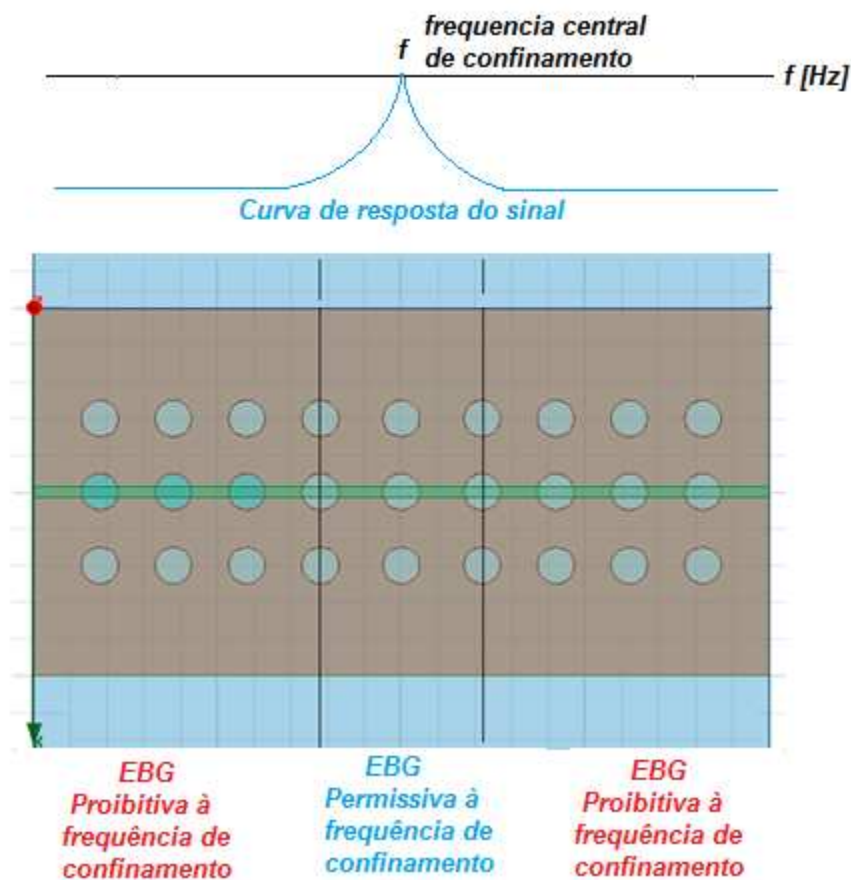 frequencia central
f
de confinamento
f [Hz]
Curva de resposta do sinal
EBG
Proibitiva à
frequência de
confinamento
EBG
Permissiva à
frequência de
confinamento
EBG
Proibitiva à
frequência de
confinamento